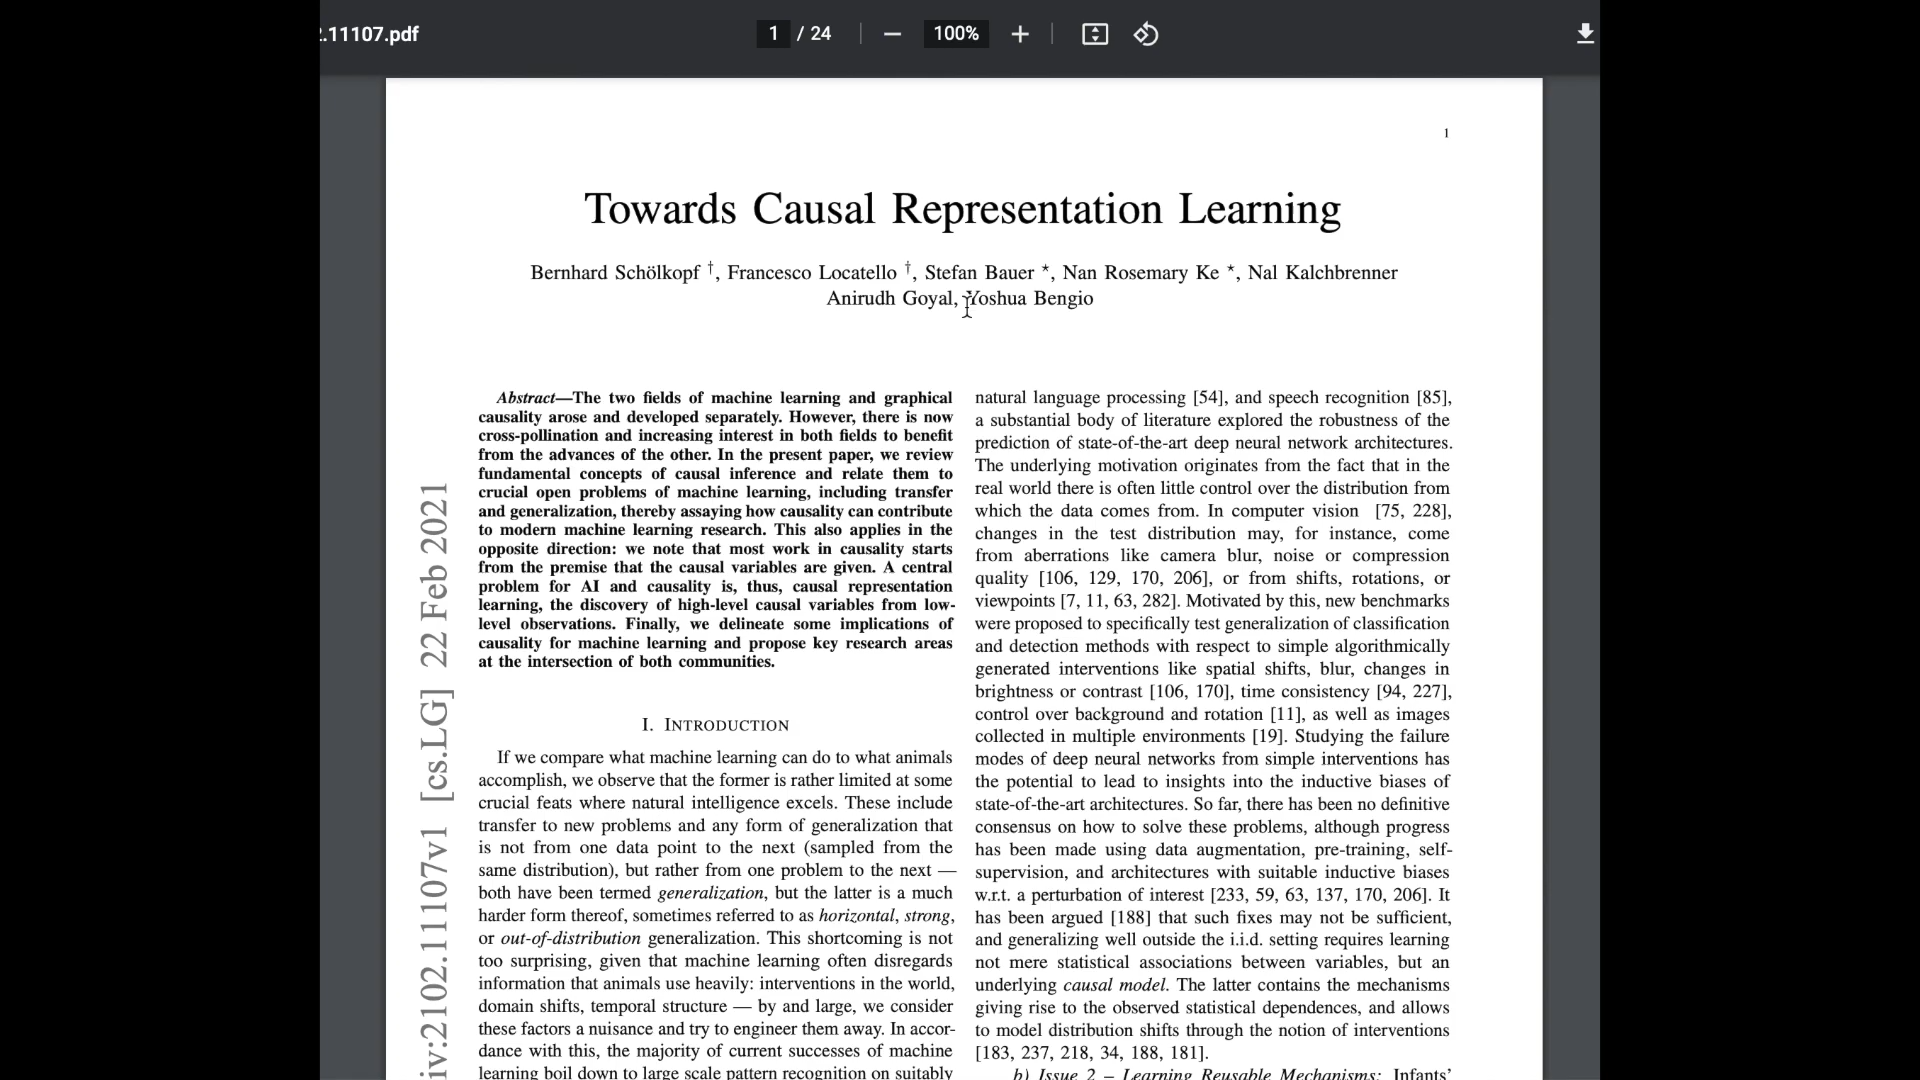 .11107.pdf
1 / 24
100%
1
Towards Causal Representation Learning
Bernhard Schölkopf †, Francesco Locatello †, Stefan Bauer ⋆, Nan Rosemary Ke ⋆, Nal Kalchbrenner
Anirudh Goyal, Yoshua Bengio
Abstract—The two fields of machine learning and graphical
causality arose and developed separately. However, there is now
cross-pollination and increasing interest in both fields to benefit
from the advances of the other. In the present paper, we review
fundamental concepts of causal inference and relate them to
crucial open problems of machine learning, including transfer
and generalization, thereby assaying how causality can contribute
to modern machine learning research. This also applies in the
opposite direction: we note that most work in causality starts
from the premise that the causal variables are given. A central
problem for AI and causality is, thus, causal representation
learning, the discovery of high-level causal variables from low-
level observations. Finally, we delineate some implications of
causality for machine learning and propose key research areas
at the intersection of both communities.
I. INTRODUCTION
If we compare what machine learning can do to what animals
accomplish, we observe that the former is rather limited at some
crucial feats where natural intelligence excels. These include
transfer to new problems and any form of generalization that
is not from one data point to the next (sampled from the
same distribution), but rather from one problem to the next —
both have been termed generalization, but the latter is a much
harder form thereof, sometimes referred to as horizontal, strong,
or out-of-distribution generalization. This shortcoming is not
too surprising, given that machine learning often disregards
information that animals use heavily: interventions in the world,
domain shifts, temporal structure — by and large, we consider
these factors a nuisance and try to engineer them away. In accor-
dance with this, the majority of current successes of machine
learning boil down to large scale pattern recognition on suitably
natural language processing [54], and speech recognition [85],
a substantial body of literature explored the robustness of the
prediction of state-of-the-art deep neural network architectures.
The underlying motivation originates from the fact that in the
real world there is often little control over the distribution from
which the data comes from. In computer vision [75, 228],
changes in the test distribution may, for instance, come
from aberrations like camera blur, noise or compression
quality [106, 129, 170, 206], or from shifts, rotations, or
viewpoints [7, 11, 63, 282]. Motivated by this, new benchmarks
were proposed to specifically test generalization of classification
and detection methods with respect to simple algorithmically
generated interventions like spatial shifts, blur, changes in
brightness or contrast [106, 170], time consistency [94, 227],
control over background and rotation [11], as well as images
collected in multiple environments [19]. Studying the failure
modes of deep neural networks from simple interventions has
the potential to lead to insights into the inductive biases of
state-of-the-art architectures. So far, there has been no definitive
consensus on how to solve these problems, although progress
has been made using data augmentation, pre-training, self-
supervision, and architectures with suitable inductive biases
w.r.t. a perturbation of interest [233, 59, 63, 137, 170, 206]. It
has been argued [188] that such fixes may not be sufficient,
and generalizing well outside the i.i.d. setting requires learning
not mere statistical associations between variables, but an
underlying causal model. The latter contains the mechanisms
giving rise to the observed statistical dependences, and allows
to model distribution shifts through the notion of interventions
[183, 237, 218, 34, 188, 181].
b) Issue 2 – Learning Reusable Mechanisms: Infants'
iv:2102.11107v1 [cs.LG] 22 Feb 2021